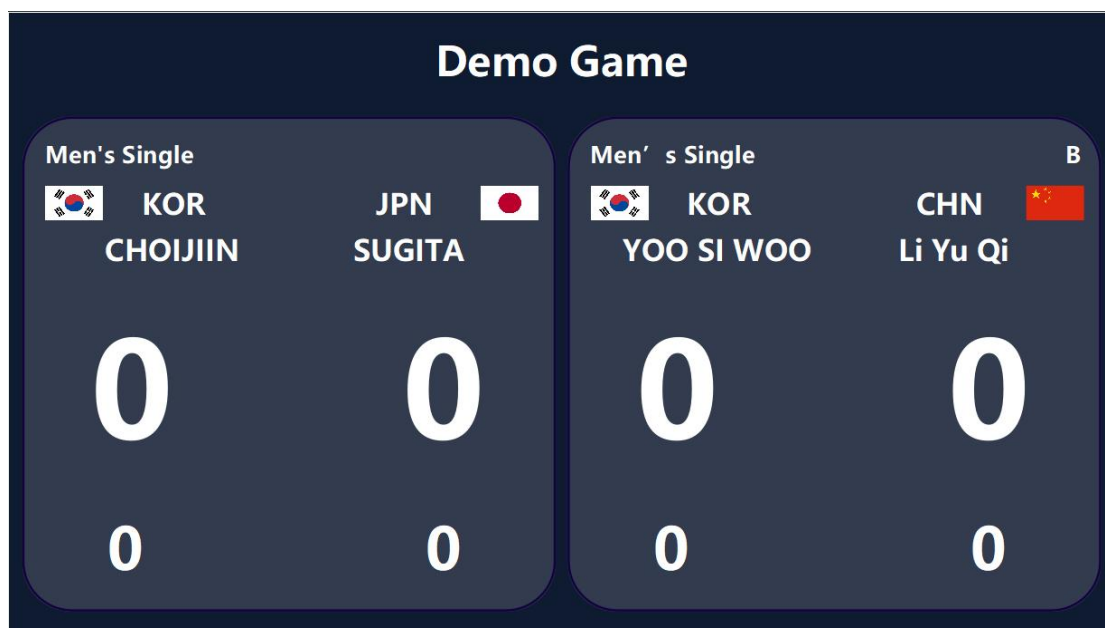 Demo Game
Men's Single
KOR JPN
CHOIJIIN SUGITA
0 0
0 0
Men’ s Single B
KOR CHN
YOO SI WOO Li Yu Qi
0 0
0 0